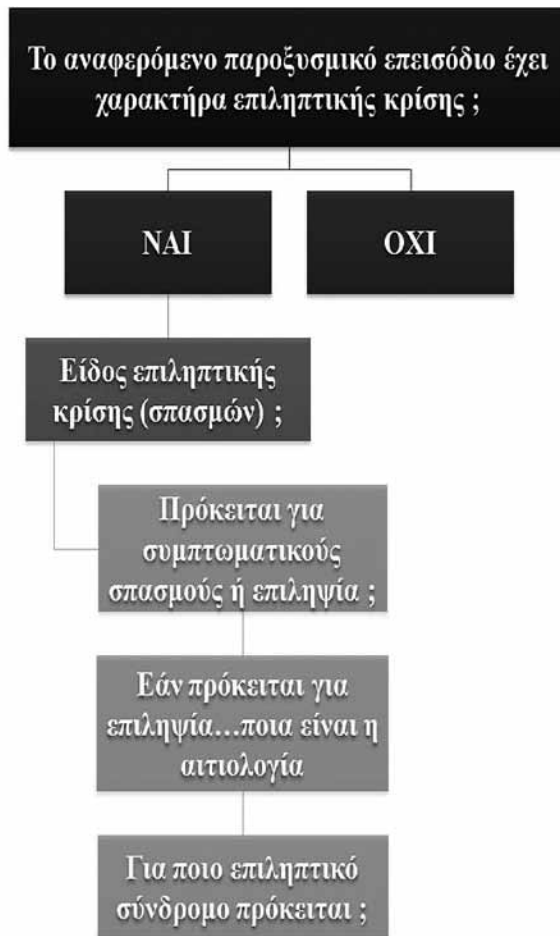 Το αναφερόμενο παροξυσμικό επεισόδιο έχει
χαρακτήρα επιληπτικής κρίσης ;
ΝΑΙ
ΟΧΙ
Είδος επιληπτικής
κρίσης (σπασμών) ;
Πρόκειται για
συμπτωματικούς
σπασμούς ή επιληψία ;
Εάν πρόκειται για
επιληψία...ποια είναι η
αιτιολογία
Για ποιο επιληπτικό
σύνδρομο πρόκειται ;